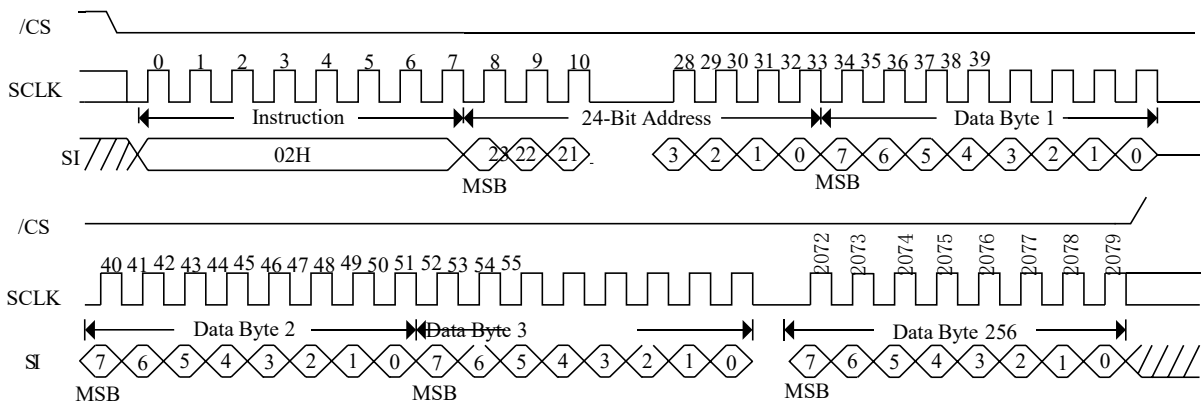 /CS
0 1 2 3 4 5 6 7 8 9 10 28 29 30 31 32 33 34 35 36 37 38 39
SCLK
Instruction 24-Bit Address Data Byte 1
SI 02H 23 22 21 3 2 1 0 7 6 5 4 3 2 1 0
MSB MSB
/CS
40 41 42 43 44 45 46 47 48 49 50 51 52 53 54 55 2072 2073 2074 2075 2076 2077 2078 2079
SCLK
Data Byte 2 Data Byte 3 Data Byte 256
SI 7 6 5 4 3 2 1 0 7 6 5 4 3 2 1 0 7 6 5 4 3 2 1 0
MSB MSB MSB